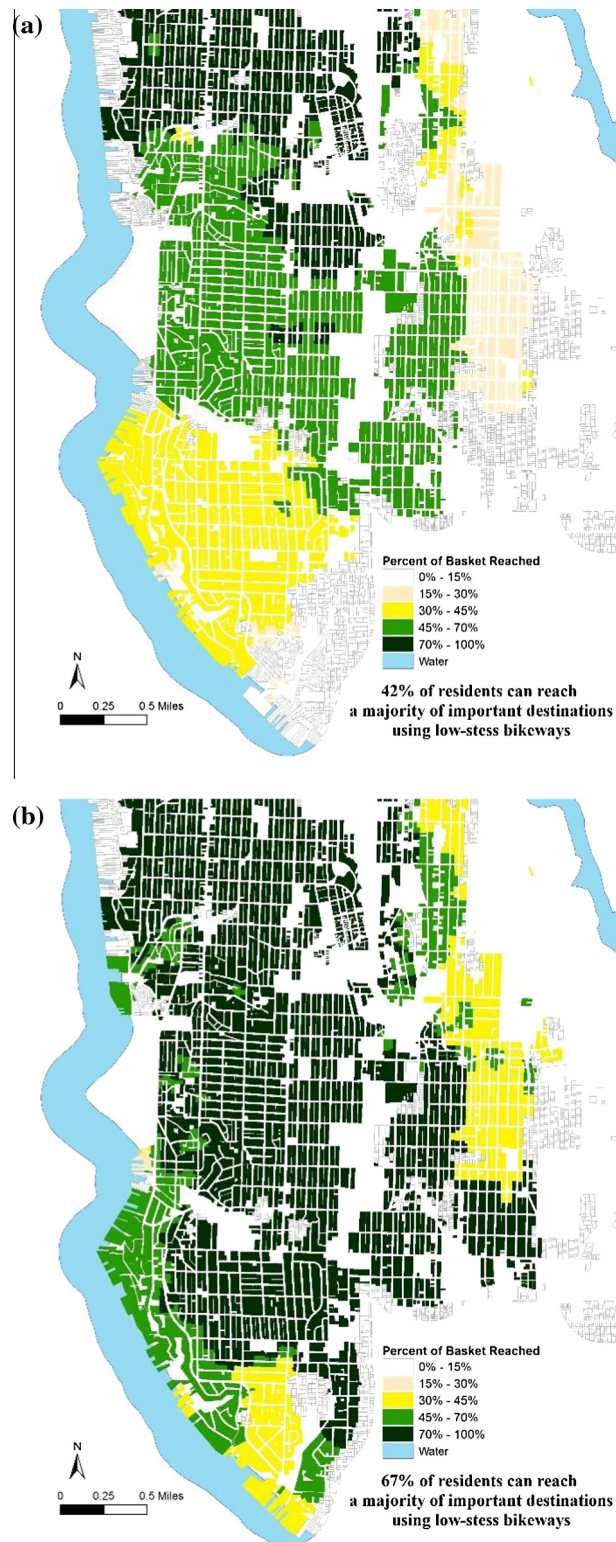 (a)
Percent of Basket Reached
0% - 15%
15% - 30%
30% - 45%
45% - 70%
70% - 100%
Water
N
0 0.25 0.5 Miles
42% of residents can reach
a majority of important destinations
using low-stess bikeways
(b)
Percent of Basket Reached
0% - 15%
15% - 30%
30% - 45%
45% - 70%
70% - 100%
Water
N
0 0.25 0.5 Miles
67% of residents can reach
a majority of important destinations
using low-stess bikeways